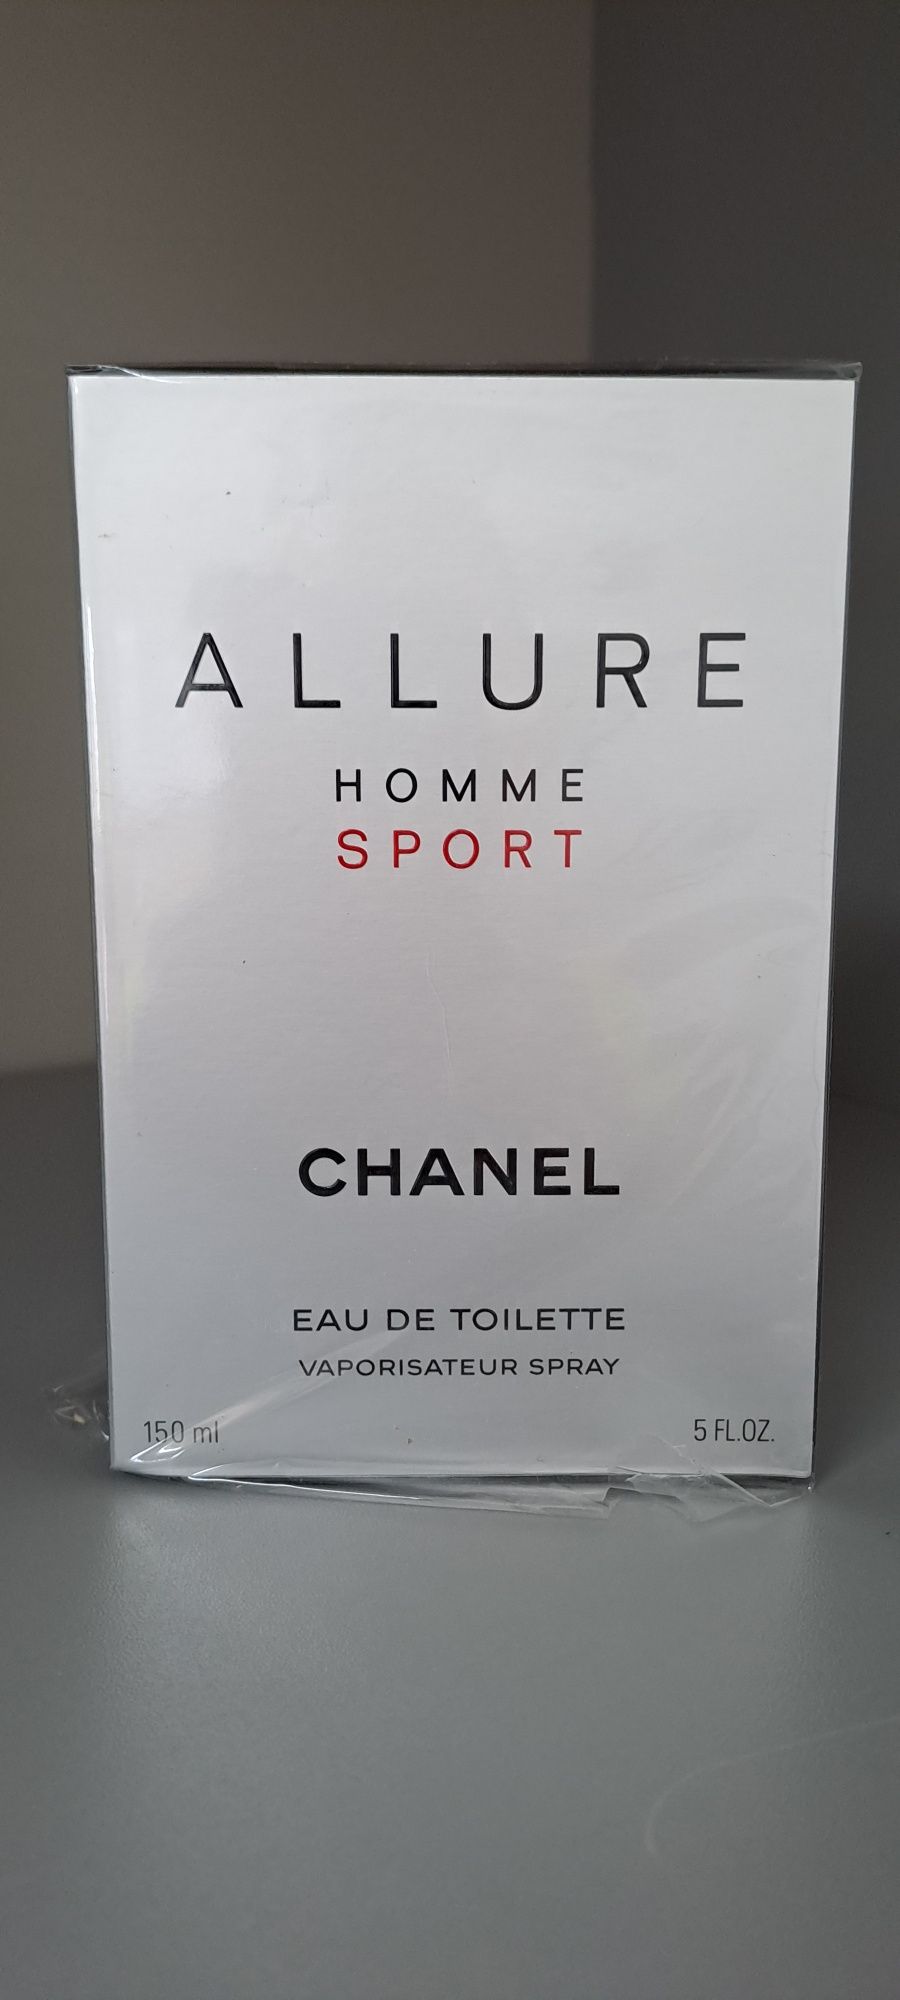 ALLURE
HOMME
SPORT
CHANEL
EAU DE TOILETTE
VAPORISATEUR SPRAY
150 ml 5 FL.OZ.